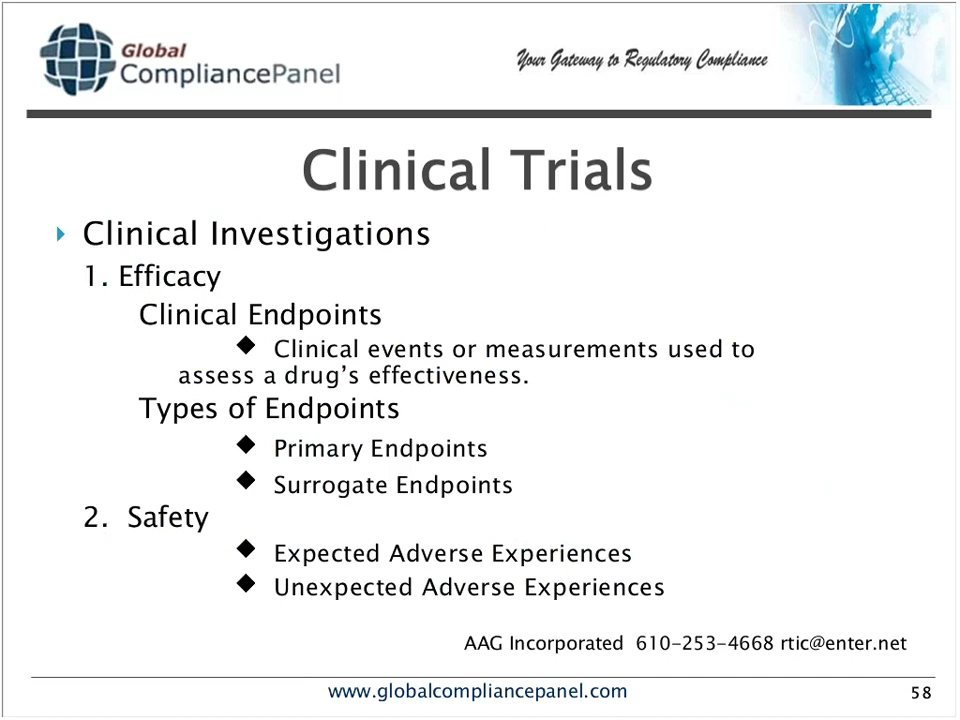 Global
CompliancePanel
Your Gateway to Regulatory Compliance
Clinical Trials
Clinical Investigations
1. Efficacy
Clinical Endpoints
◆ Clinical events or measurements used to
assess a drug’s effectiveness.
Types of Endpoints
◆ Primary Endpoints
◆ Surrogate Endpoints
2. Safety
◆ Expected Adverse Experiences
◆ Unexpected Adverse Experiences
AAG Incorporated 610-253-4668 rtic@enter.net
www.globalcompliancepanel.com
58